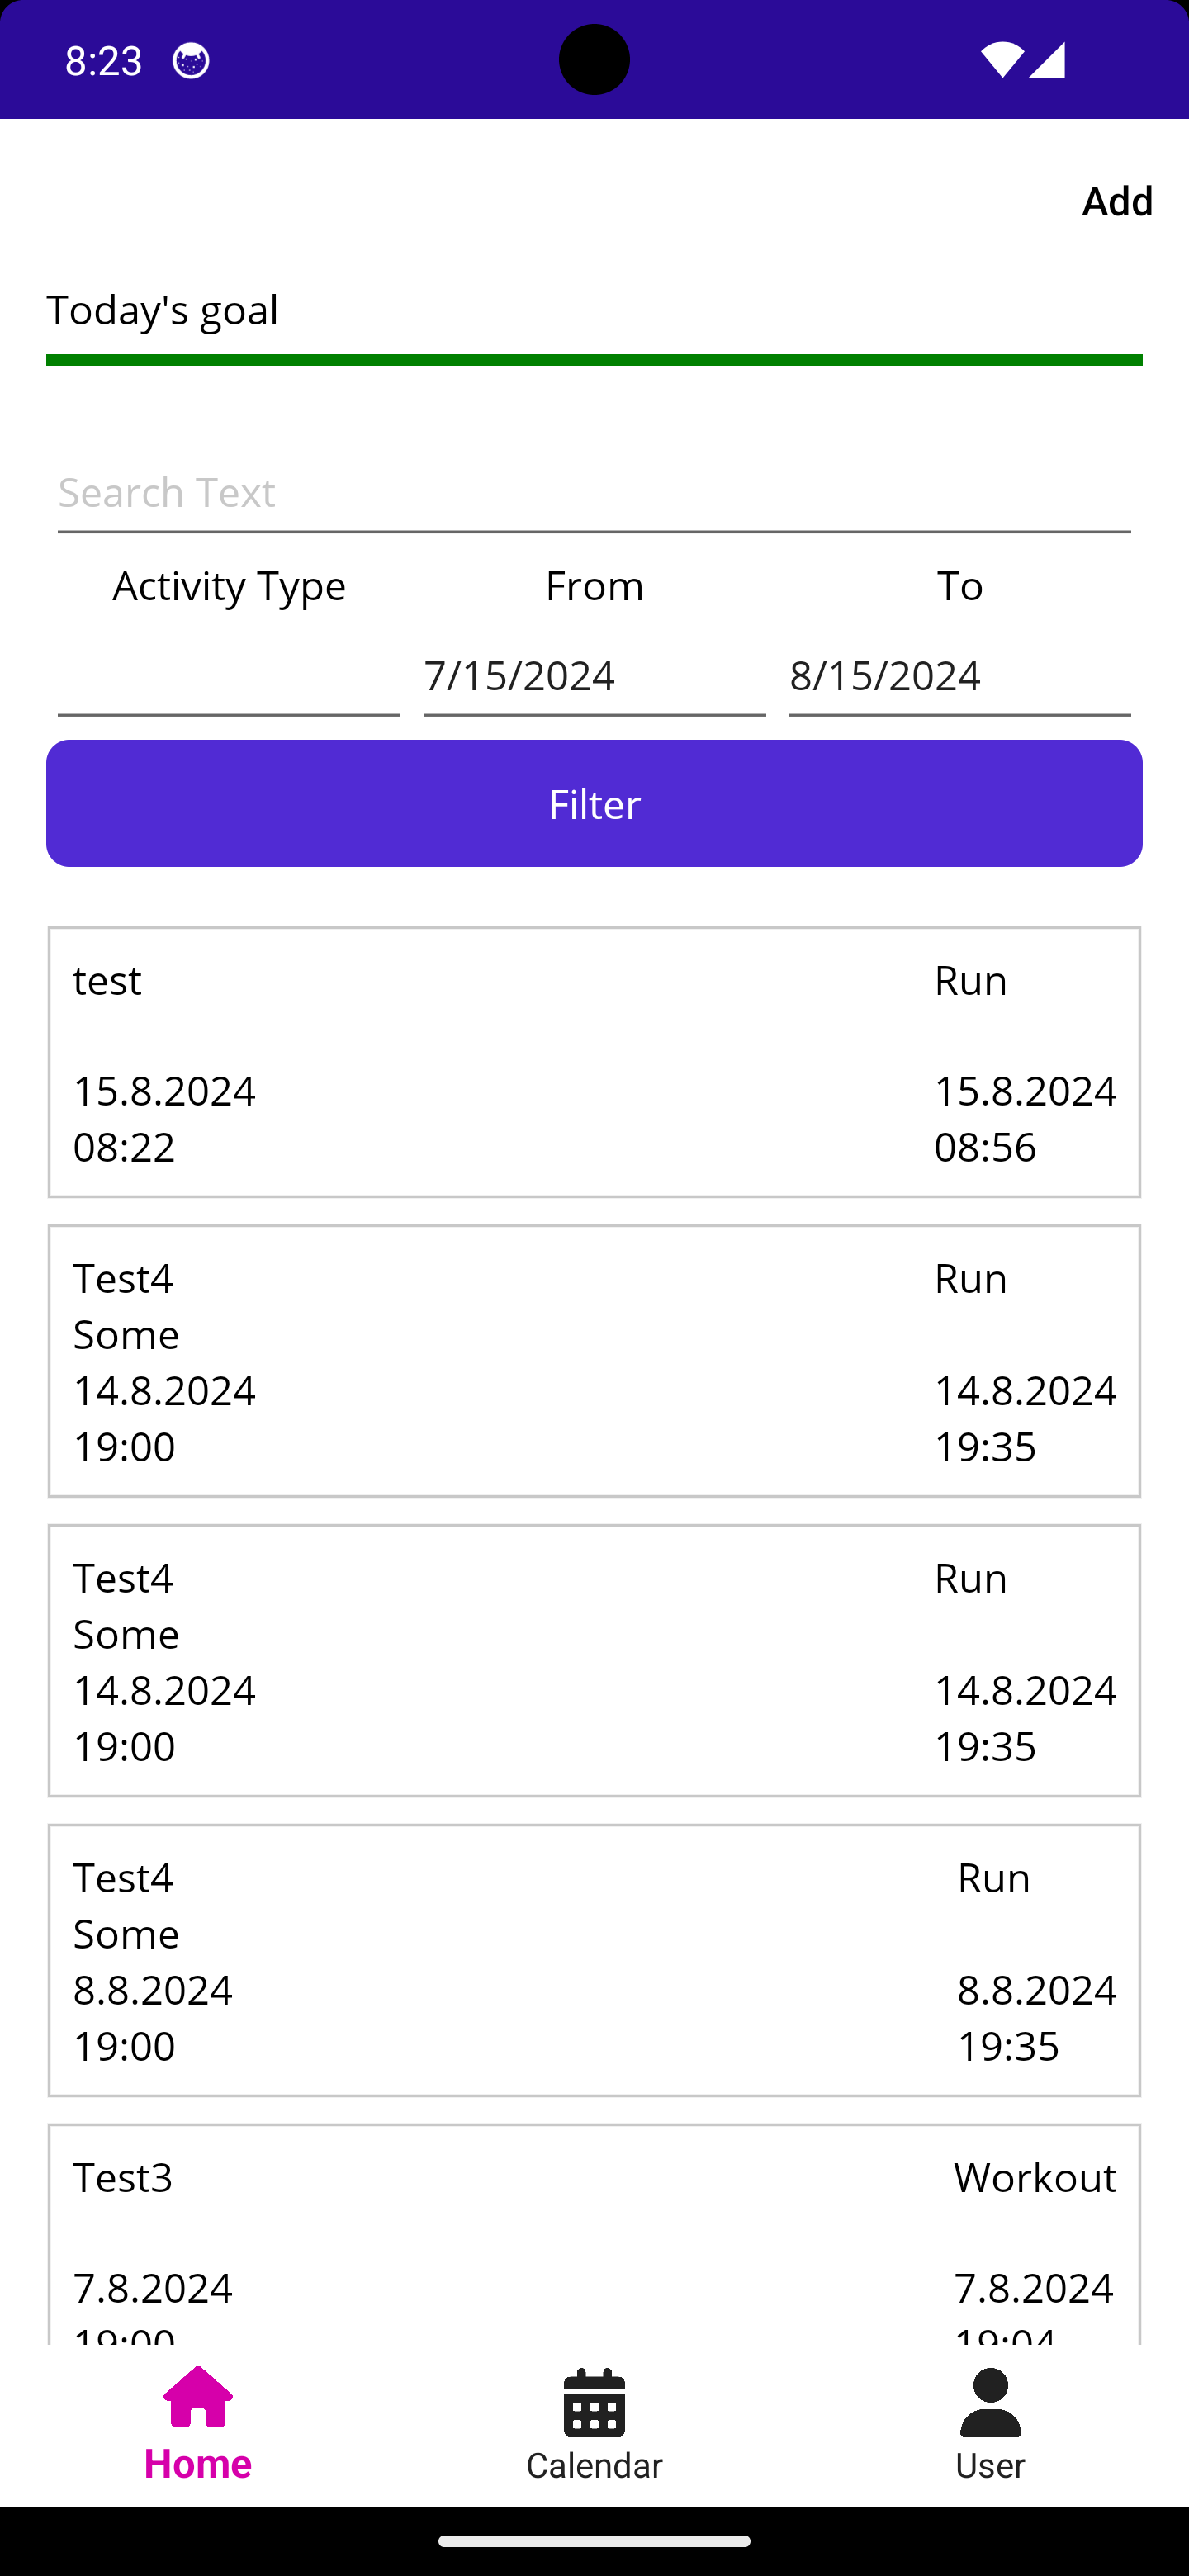 8:23
Add
Today's goal
Search Text
Activity Type From To
7/15/2024 8/15/2024
Filter
test Run
15.8.2024 15.8.2024
08:22 08:56
Test4 Run
Some
14.8.2024 14.8.2024
19:00 19:35
Test4 Run
Some
14.8.2024 14.8.2024
19:00 19:35
Test4 Run
Some
8.8.2024 8.8.2024
19:00 19:35
Test3 Workout
7.8.2024 7.8.2024
19:00 19:04
Home Calendar User